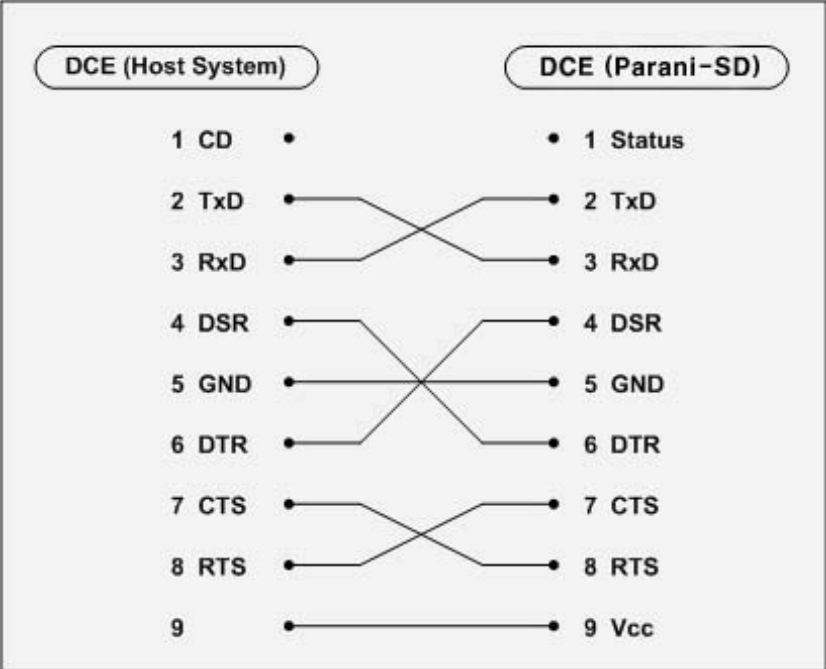 DCE (Host System) DCE (Parani-SD)
1 CD 1 Status
2 TxD 2 TxD
3 RxD 3 RxD
4 DSR 4 DSR
5 GND 5 GND
6 DTR 6 DTR
7 CTS 7 CTS
8 RTS 8 RTS
9 9 Vcc